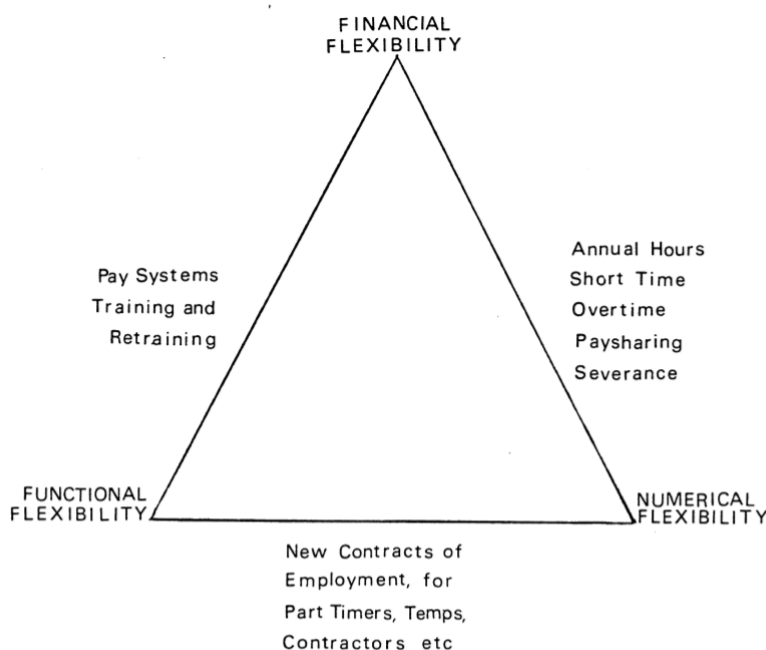 FINANCIAL
FLEXIBILITY
Pay Systems
Training and
Retraining
Annual Hours
Short Time
Overtime
Paysharing
Severance
FUNCTIONAL
FLEXIBILITY
NUMERICAL
FLEXIBILITY
New Contracts of
Employment, for
Part Timers, Temps,
Contractors etc